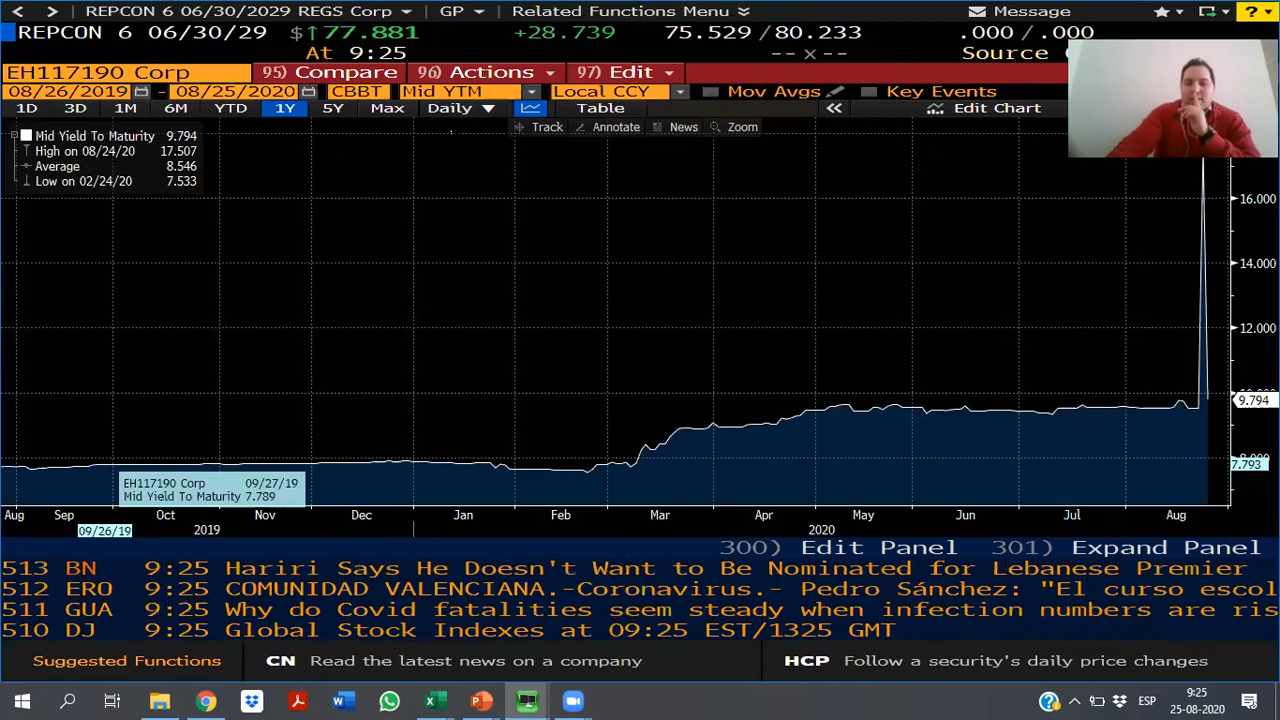 REPCON 6 06/30/2029 REGS Corp GP Related Functions Menu Message ?
REPCON 6 06/30/29 $↑77.881 +28.739 75.529/80.233 .000/.000
At 9:25 -- x -- Source
EH117190 Corp 95) Compare 96) Actions 97) Edit
08/26/2019 - 08/25/2020 CBBT Mid YTM Local CCY Mov Avgs Key Events
1D 3D 1M 6M YTD 1Y 5Y Max Daily Table Edit Chart
Track Annotate News Zoom
Mid Yield To Maturity 9.794
High on 08/24/20 17.507
Average 8.546
Low on 02/24/20 7.533
16.000
14.000
12.000
9.794
7.793
EH117190 Corp 09/27/19
Mid Yield To Maturity 7.789
Aug Sep Oct Nov Dec Jan Feb Mar Apr May Jun Jul Aug
09/26/19 2019 2020
300) Edit Panel 301) Expand Panel
513 BN 9:25 Hariri Says He Doesn't Want to Be Nominated for Lebanese Premier
512 ERO 9:25 COMUNIDAD VALENCIANA.-Coronavirus.- Pedro Sánchez: "El curso escol
511 GUA 9:25 Why do Covid fatalities seem steady when infection numbers are ris
510 DJ 9:25 Global Stock Indexes at 09:25 EST/1325 GMT
Suggested Functions CN Read the latest news on a company HCP Follow a security's daily price changes
ESP 9:25
25-08-2020